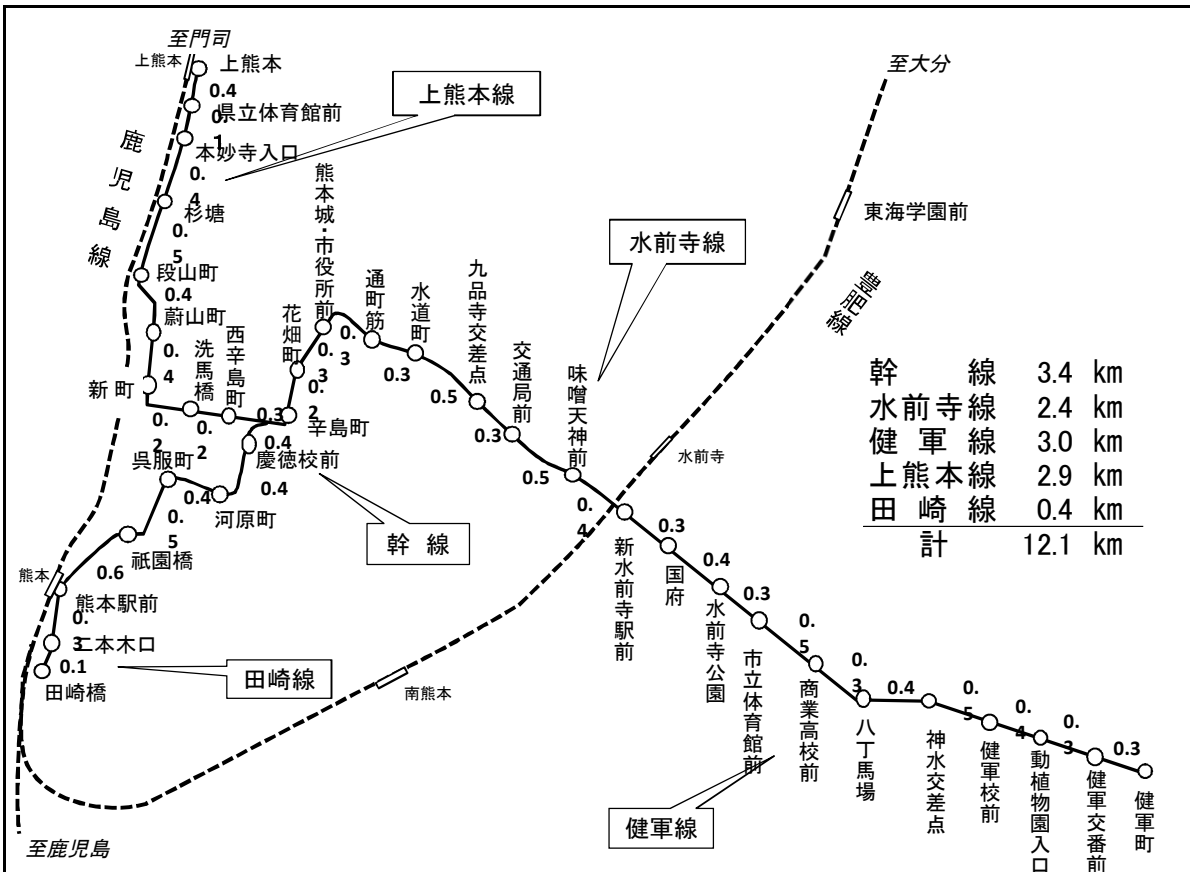 至門司
上熊本
上熊本
0.4
県立体育館前
0.1
本妙寺入口
0.4
杉塘
0.5
段山町
0.4
蔚山町
0.4
新町
0.2
洗馬橋
0.2
西辛島町
0.3
辛島町
上熊本線
鹿児島線
熊本城・市役所前
花畑町
0.2
0.3
0.3
通町筋
0.3
水道町
0.5
九品寺交差点
0.3
交通局前
0.5
味噌天神前
0.4
水前寺線
至大分
東海学園前
豊肥線
水前寺
幹線 3.4 km
水前寺線 2.4 km
健軍線 3.0 km
上熊本線 2.9 km
田崎線 0.4 km
計 12.1 km
0.4
慶徳校前
0.4
河原町
0.4
呉服町
0.5
祇園橋
0.6
熊本
熊本駅前
0.3
二本木口
0.1
田崎橋
幹線
田崎線
南熊本
新水前寺駅前
0.3
国府
0.4
水前寺公園
0.3
市立体育館前
0.5
商業高校前
0.3
八丁馬場
0.4
神水交差点
0.5
健軍校前
0.4
動植物園入口
0.3
健軍交番前
0.3
健軍町
健軍線
至鹿児島